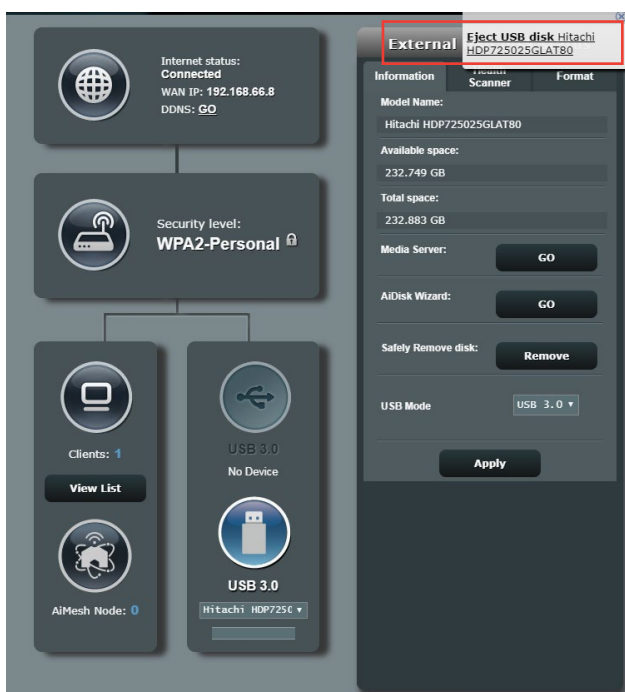 Internet status:
Connected
WAN IP: 192.168.66.8
DDNS: GO
Security level:
WPA2-Personal
Clients: 1
View List
AiMesh Node: 0
USB 3.0
No Device
USB 3.0
Hitachi HDP7250
External
Eject USB disk Hitachi
HDP725025GLAT80
Information
Health
Scanner
Format
Model Name:
Hitachi HDP725025GLAT80
Available space:
232.749 GB
Total space:
232.883 GB
Media Server:
GO
AiDisk Wizard:
GO
Safely Remove disk:
Remove
USB Mode
USB 3.0
Apply